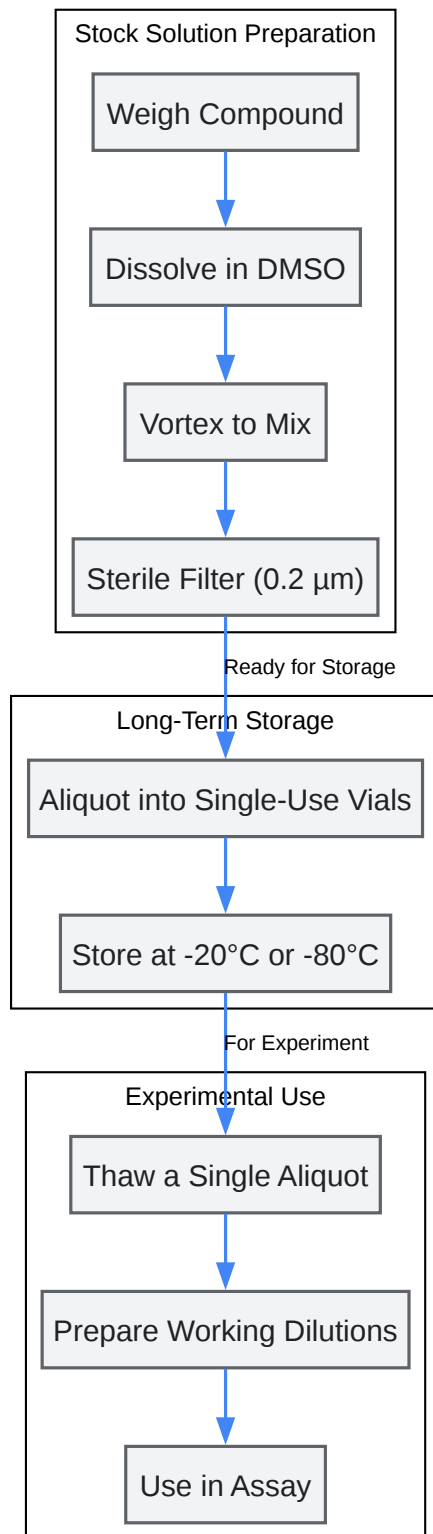 Stock Solution Preparation
Weigh Compound
Dissolve in DMSO
Vortex to Mix
Sterile Filter (0.2 µm)
Ready for Storage
Long-Term Storage
Aliquot into Single-Use Vials
Store at -20°C or -80°C
For Experiment
Experimental Use
Thaw a Single Aliquot
Prepare Working Dilutions
Use in Assay